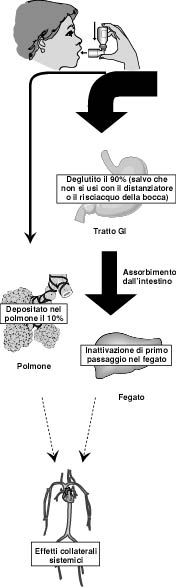 Deglutito il 90% (salvo che
non si usi con il distanziatore
o il risciacquo della bocca)
Tratto GI
Assorbimento
dall'intestino
Depositato nel
polmone il 10%
Polmone
Inattivazione di primo
passaggio nel fegato
Fegato
Effetti collaterali
sistemici